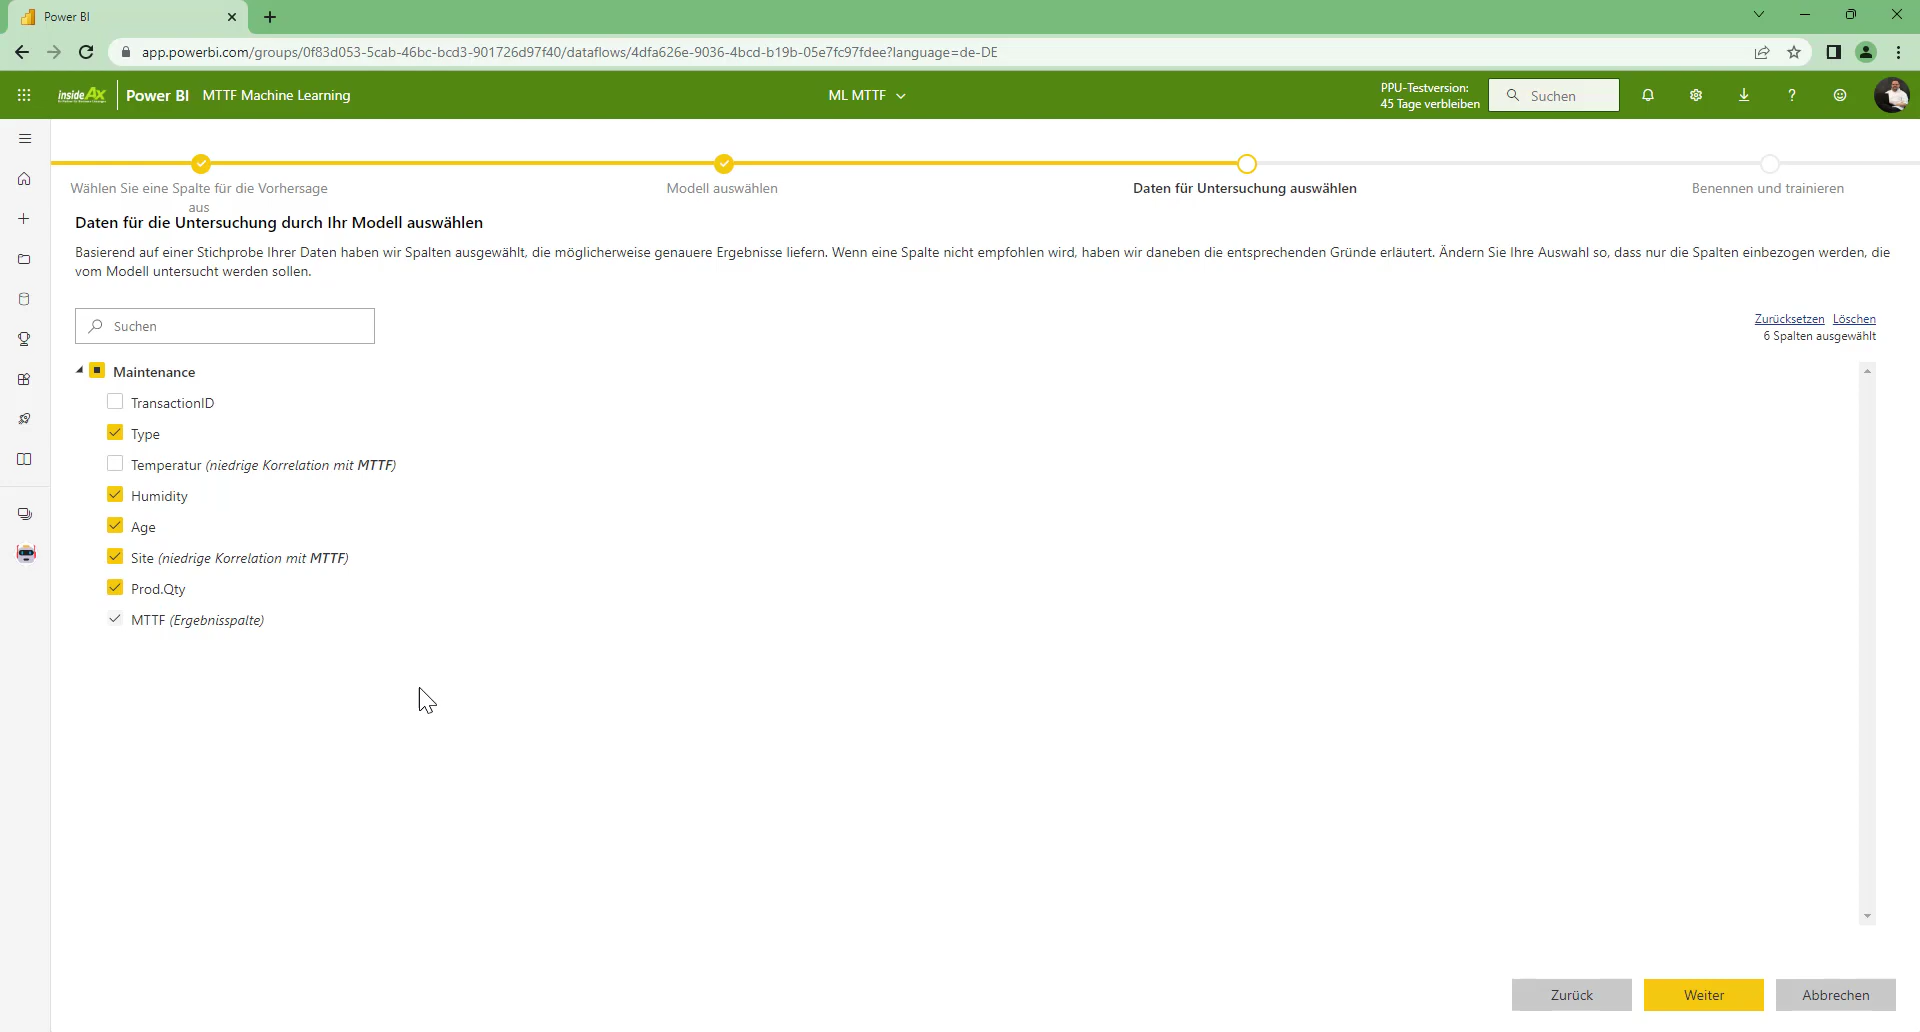 Power BI
app.powerbi.com/groups/0f83d053-5cab-46bc-bcd3-901726d97f40/dataflows/4dfa626e-9036-4bcd-b19b-05e7fc97fdee?language=de-DE
insideAx Power BI MTTF Machine Learning
ML MTTF
PPU-Testversion:
45 Tage verbleiben
Suchen
Wählen Sie eine Spalte für die Vorhersage
aus
Modell auswählen
Daten für Untersuchung auswählen
Benennen und trainieren
Daten für die Untersuchung durch Ihr Modell auswählen
Basierend auf einer Stichprobe Ihrer Daten haben wir Spalten ausgewählt, die möglicherweise genauere Ergebnisse liefern. Wenn eine Spalte nicht empfohlen wird, haben wir daneben die entsprechenden Gründe erläutert. Ändern Sie Ihre Auswahl so, dass nur die Spalten einbezogen werden, die
vom Modell untersucht werden sollen.
Suchen
Zurücksetzen Löschen
6 Spalten ausgewählt
Maintenance
TransactionID
Type
Temperatur (niedrige Korrelation mit MTTF)
Humidity
Age
Site (niedrige Korrelation mit MTTF)
Prod.Qty
MTTF (Ergebnisspalte)
Zurück
Weiter
Abbrechen